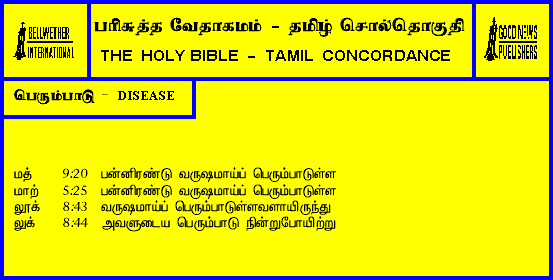 BELLWETHER
INTERNATIONAL
பரிசுத்த வேதாகமம் - தமிழ் சொல்தொகுதி
THE HOLY BIBLE - TAMIL CONCORDANCE
GOOD NEWS
PUBLISHERS
பெரும்பாடு - DISEASE
மத் 9:20 பன்னிரண்டு வருஷமாய்ப் பெரும்பாடுள்ள
மாற் 5:25 பன்னிரண்டு வருஷமாய்ப் பெரும்பாடுள்ள
லூக் 8:43 வருஷமாய்ப் பெரும்பாடுள்ளவளாயிருந்து
லுக் 8:44 அவளுடைய பெரும்பாடு நின்றுபோயிற்று